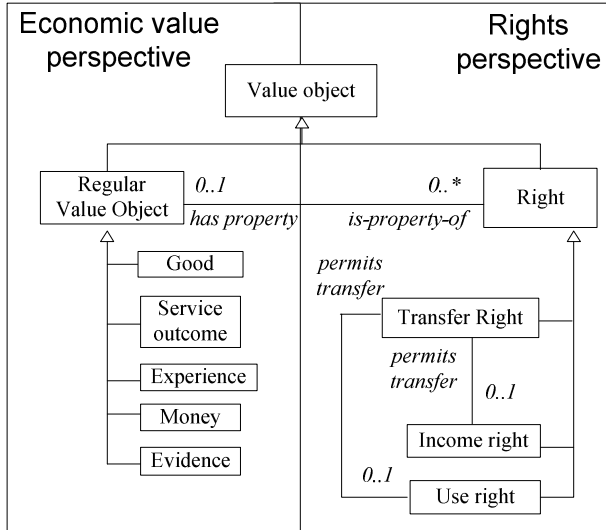 Economic value
perspective
Rights
perspective
Value object
Regular
Value Object
0..1
0..*
Right
has property
is-property-of
Good
Service
outcome
Experience
Money
Evidence
permits
transfer
Transfer Right
permits
transfer
0..1
Income right
0..1
Use right